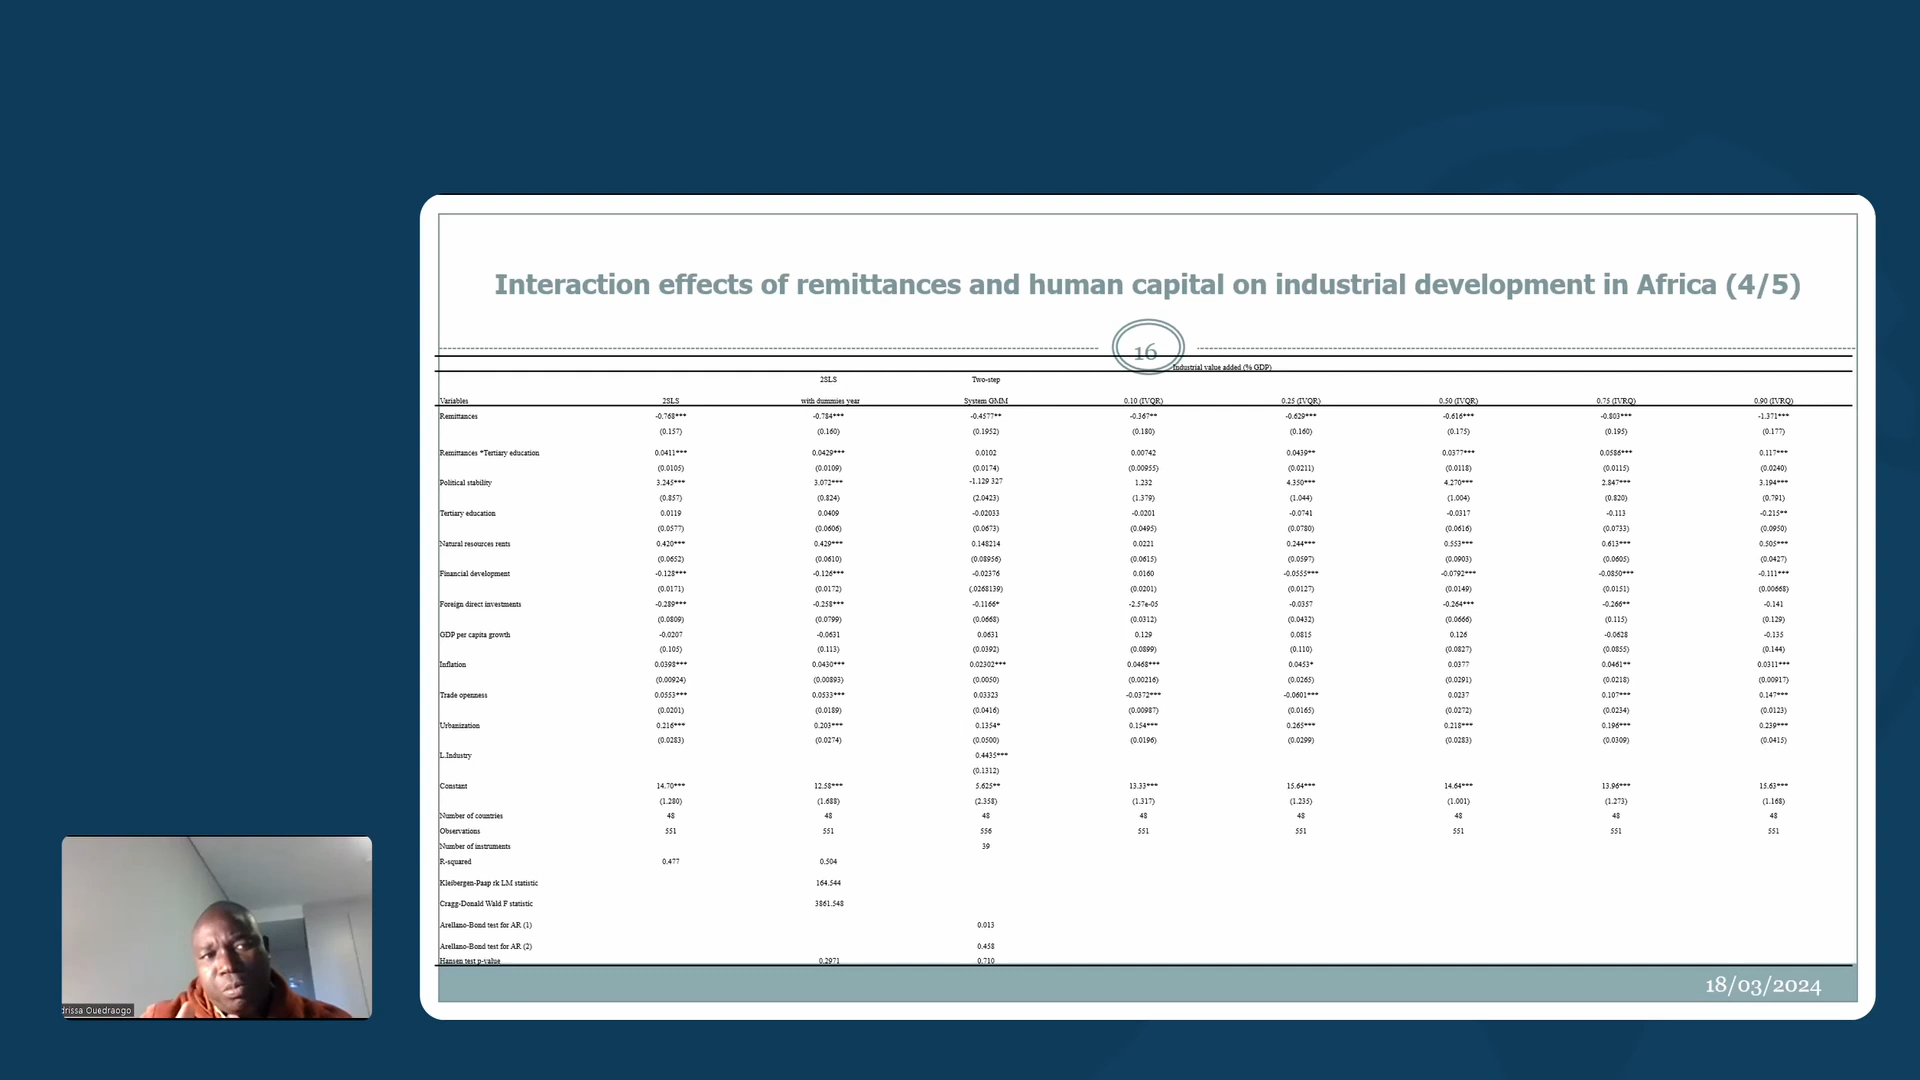 Interaction effects of remittances and human capital on industrial development in Africa (4/5)
16
Industrial value added (% GDP)
2SLS Two-step
Variables 2SLS with dummies year System GMM 0.10 (IVQR) 0.25 (IVQR) 0.50 (IVQR) 0.75 (IVRQ) 0.90 (IVRQ)
Remittances -0.768*** -0.784*** -0.4577** -0.367** -0.629*** -0.616*** -0.803*** -1.371***
(0.157) (0.160) (0.1952) (0.180) (0.160) (0.175) (0.195) (0.177)
Remittances *Tertiary education 0.0411*** 0.0429*** 0.0102 0.00742 0.0439** 0.0377*** 0.0586*** 0.117***
(0.0105) (0.0109) (0.0174) (0.00955) (0.0211) (0.0118) (0.0115) (0.0240)
Political stability 3.245*** 3.072*** -1.129 327 1.232 4.350*** 4.270*** 2.847*** 3.194***
(0.857) (0.824) (2.0423) (1.379) (1.044) (1.004) (0.820) (0.791)
Tertiary education 0.0119 0.0409 -0.02033 -0.0201 -0.0741 -0.0317 -0.113 -0.215**
(0.0577) (0.0606) (0.0673) (0.0495) (0.0780) (0.0616) (0.0733) (0.0950)
Natural resources rents 0.420*** 0.429*** 0.148214 0.0221 0.244*** 0.553*** 0.613*** 0.505***
(0.0652) (0.0610) (0.08956) (0.0615) (0.0597) (0.0903) (0.0605) (0.0427)
Financial development -0.128*** -0.126*** -0.02376 0.0160 -0.0555*** -0.0792*** -0.0850*** -0.111***
(0.0171) (0.0172) (.0268139) (0.0201) (0.0127) (0.0149) (0.0151) (0.00668)
Foreign direct investments -0.289*** -0.258*** -0.1166* -2.57e-05 -0.0357 -0.264*** -0.266** -0.141
(0.0809) (0.0799) (0.0668) (0.0312) (0.0432) (0.0666) (0.115) (0.129)
GDP per capita growth -0.0207 -0.0631 0.0631 0.129 0.0815 0.126 -0.0628 -0.135
(0.105) (0.113) (0.0392) (0.0899) (0.110) (0.0827) (0.0855) (0.144)
Inflation 0.0398*** 0.0430*** 0.02302*** 0.0468*** 0.0453* 0.0377 0.0461** 0.0311***
(0.00924) (0.00893) (0.0050) (0.00216) (0.0265) (0.0291) (0.0218) (0.00917)
Trade openness 0.0553*** 0.0533*** 0.03323 -0.0372*** -0.0601*** 0.0237 0.107*** 0.147***
(0.0201) (0.0189) (0.0416) (0.00987) (0.0165) (0.0272) (0.0234) (0.0123)
Urbanization 0.216*** 0.203*** 0.1354* 0.154*** 0.265*** 0.218*** 0.196*** 0.239***
(0.0283) (0.0274) (0.0500) (0.0196) (0.0299) (0.0283) (0.0309) (0.0415)
L.Industry 0.4435***
(0.1312)
Constant 14.70*** 12.58*** 5.625** 13.33*** 15.64*** 14.64*** 13.96*** 15.63***
(1.280) (1.688) (2.358) (1.317) (1.235) (1.001) (1.273) (1.168)
Number of countries 48 48 48 48 48 48 48 48
Observations 551 551 556 551 551 551 551 551
Number of instruments 39
R-squared 0.477 0.504
Kleibergen-Paap rk LM statistic 164.544
Cragg-Donald Wald F statistic 3861.548
Arellano-Bond test for AR (1) 0.013
Arellano-Bond test for AR (2) 0.458
Hansen test p-value 0.2971 0.710
18/03/2024
drissa Ouedraogo